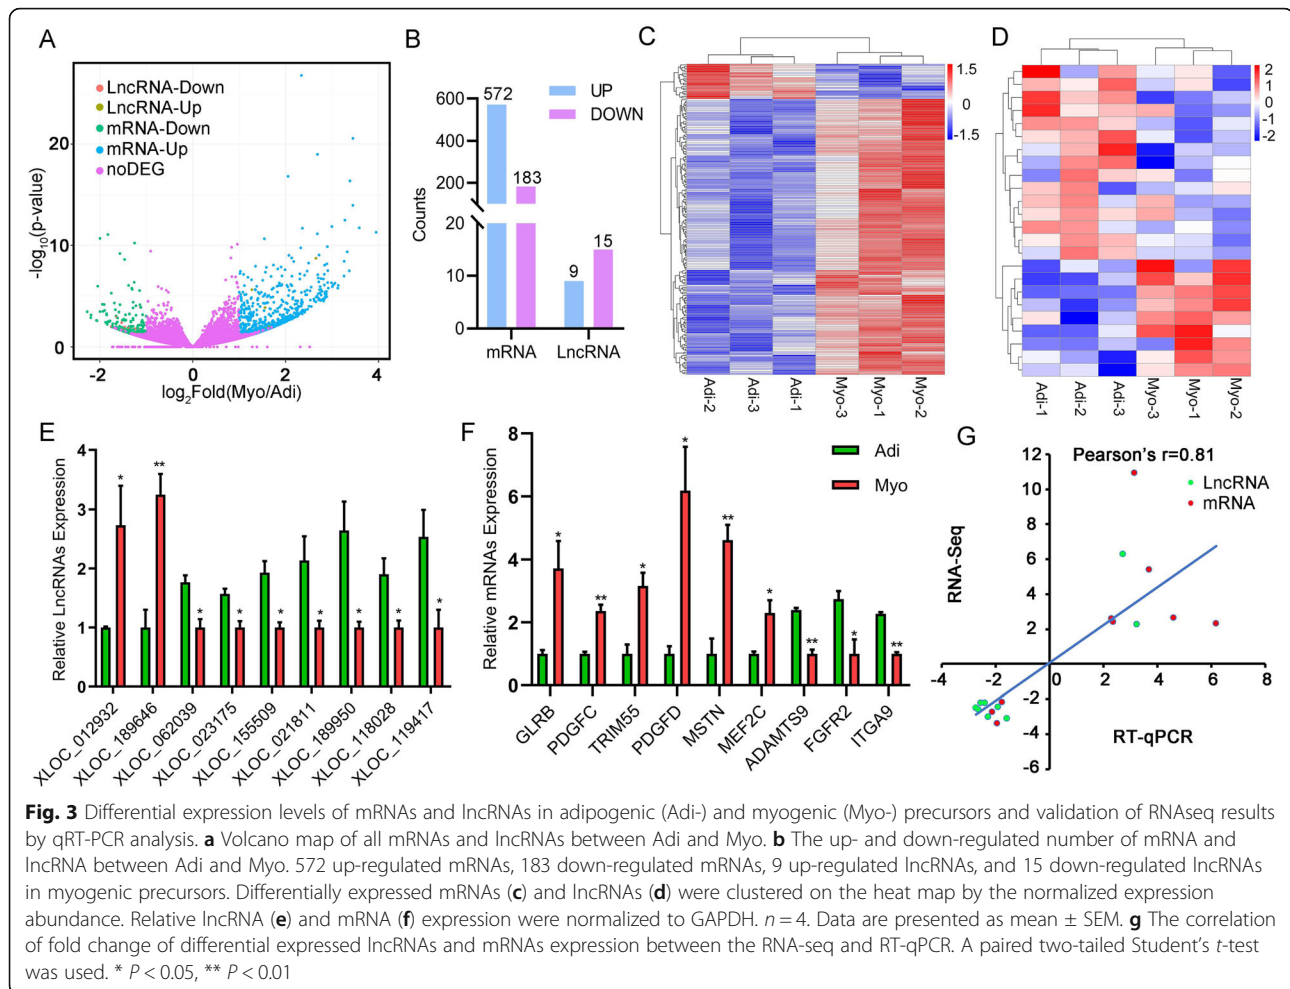 A
LncRNA-Down
LncRNA-Up
mRNA-Down
mRNA-Up
noDEG
-log10(p-value)
20
10
0
-2
0
2
4
log2Fold(Myo/Adi)
B
572
183
9
15
UP
DOWN
Counts
600
400
200
20
10
0
mRNA
LncRNA
C
1.5
0
-1.5
Adi-2
Adi-3
Adi-1
Myo-3
Myo-1
Myo-2
D
2
1
0
-1
-2
Adi-1
Adi-2
Adi-3
Myo-3
Myo-1
Myo-2
E
Relative LncRNAs Expression
4
3
2
1
0
*
**
*
*
*
*
*
*
*
XLOC_012932
XLOC_189646
XLOC_062039
XLOC_023175
XLOC_155509
XLOC_021811
XLOC_189950
XLOC_118028
XLOC_119417
F
Relative mRNAs Expression
8
6
4
2
0
*
**
*
*
**
*
**
*
**
Adi
Myo
GLRB
PDGFC
TRIM55
PDGFD
MSTN
MEF2C
ADAMTS9
FGFR2
ITGA9
G
Pearson's r=0.81
LncRNA
mRNA
RNA-Seq
12
10
8
6
4
2
-2
-4
-6
-4
-2
0
2
4
6
8
RT-qPCR
Fig. 3 Differential expression levels of mRNAs and lncRNAs in adipogenic (Adi-) and myogenic (Myo-) precursors and validation of RNAseq results
by qRT-PCR analysis. a Volcano map of all mRNAs and lncRNAs between Adi and Myo. b The up- and down-regulated number of mRNA and
lncRNA between Adi and Myo. 572 up-regulated mRNAs, 183 down-regulated mRNAs, 9 up-regulated lncRNAs, and 15 down-regulated lncRNAs
in myogenic precursors. Differentially expressed mRNAs (c) and lncRNAs (d) were clustered on the heat map by the normalized expression
abundance. Relative lncRNA (e) and mRNA (f) expression were normalized to GAPDH. n = 4. Data are presented as mean ± SEM. g The correlation
of fold change of differential expressed lncRNAs and mRNAs expression between the RNA-seq and RT-qPCR. A paired two-tailed Student's t-test
was used. * P < 0.05, ** P < 0.01